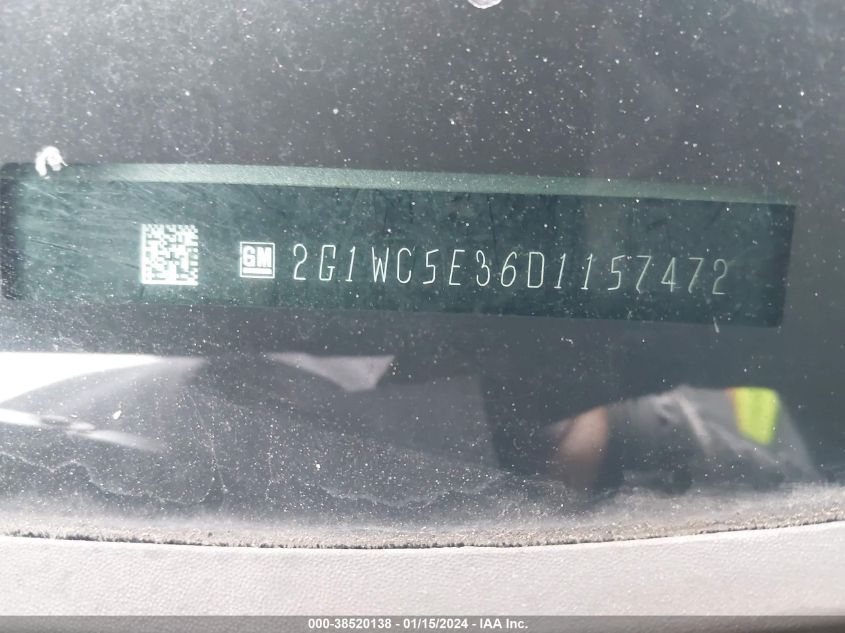 GM 2G1WC5E36D1157472
000-38520138 - 01/15/2024 - IAA Inc.